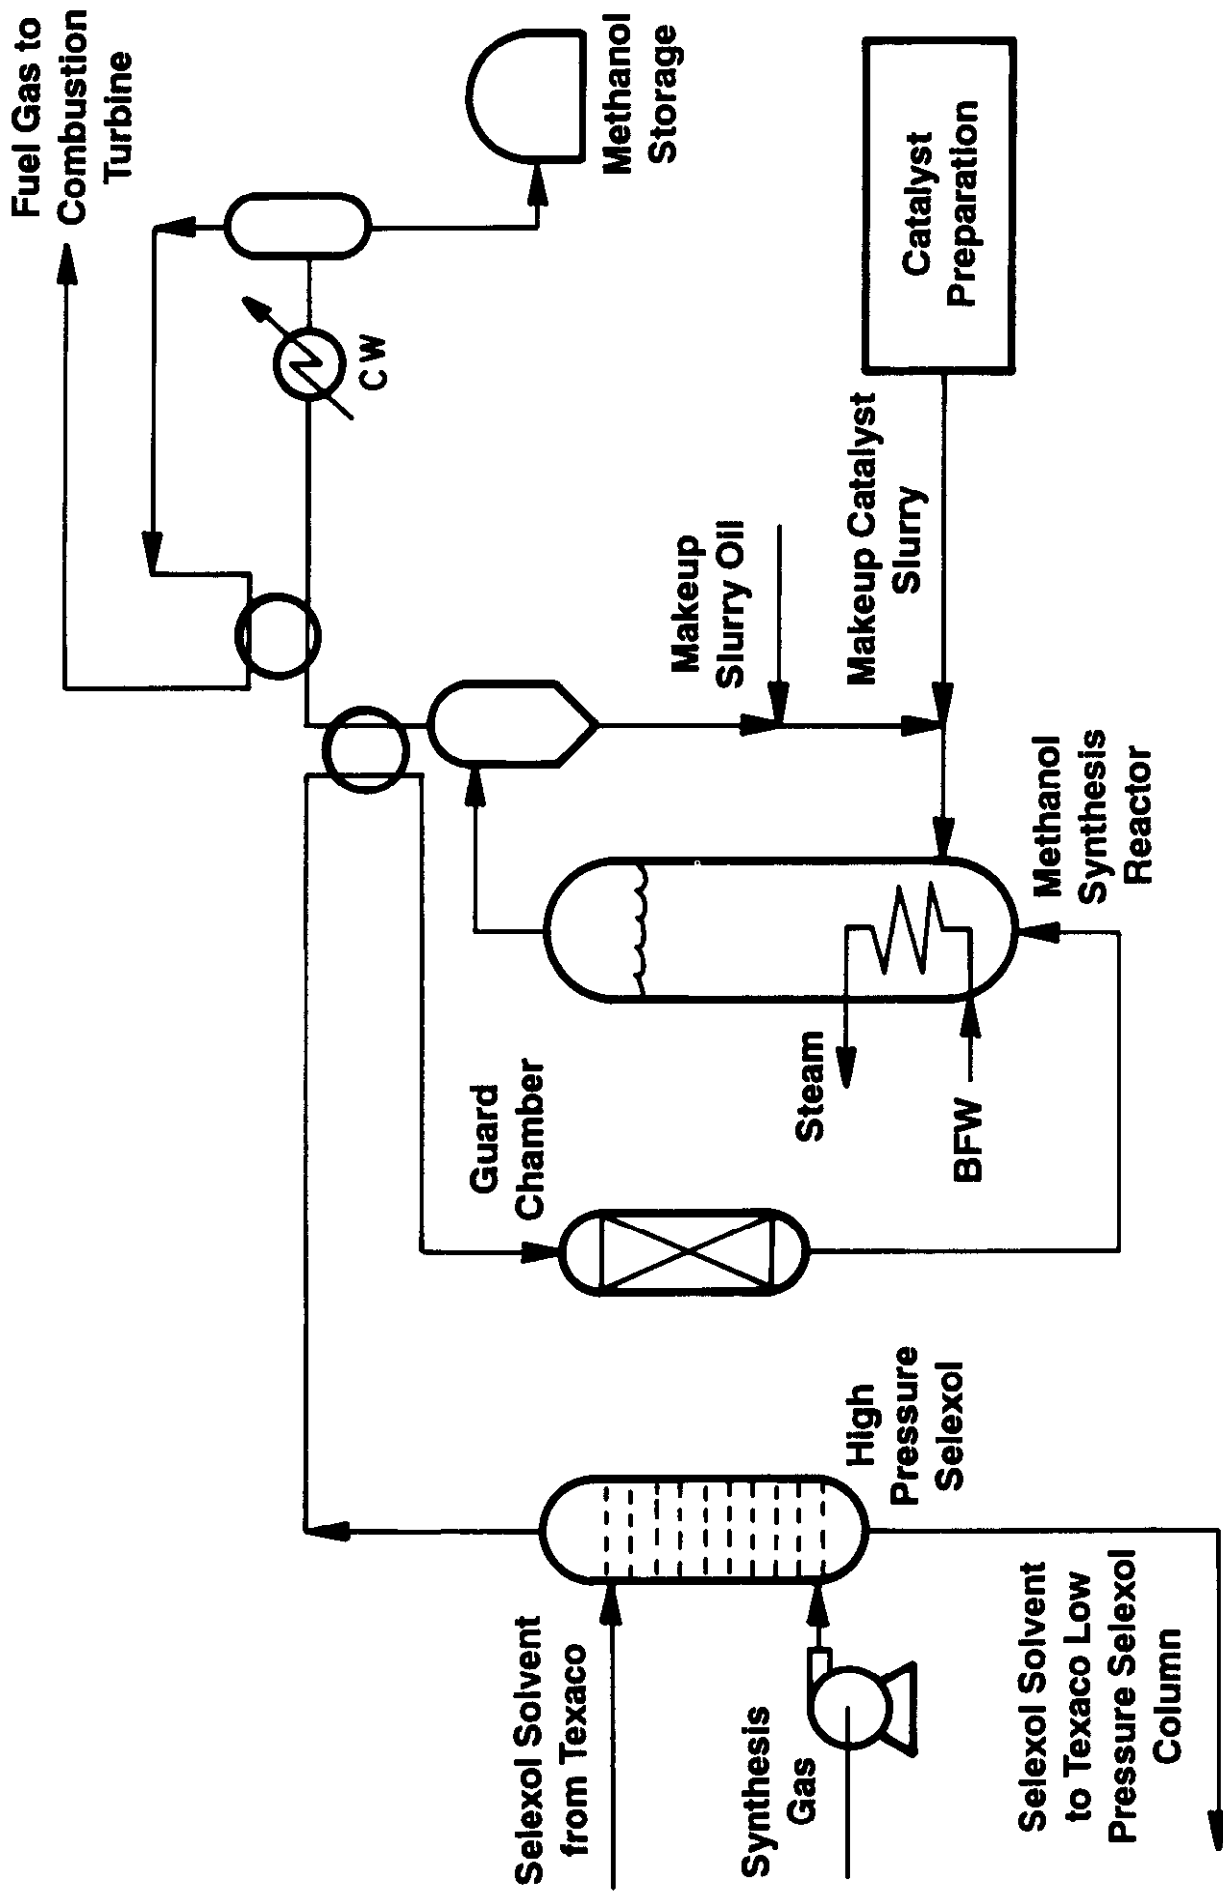 Fuel Gas to
Combustion
Turbine
Methanol
Storage
CW
Catalyst
Preparation
Makeup
Slurry Oil
Makeup Catalyst
Slurry
Methanol
Synthesis
Reactor
Guard
Chamber
Steam
BFW
High
Pressure
Selexol
Selexol Solvent
from Texaco
Synthesis
Gas
Selexol Solvent
to Texaco Low
Pressure Selexol
Column